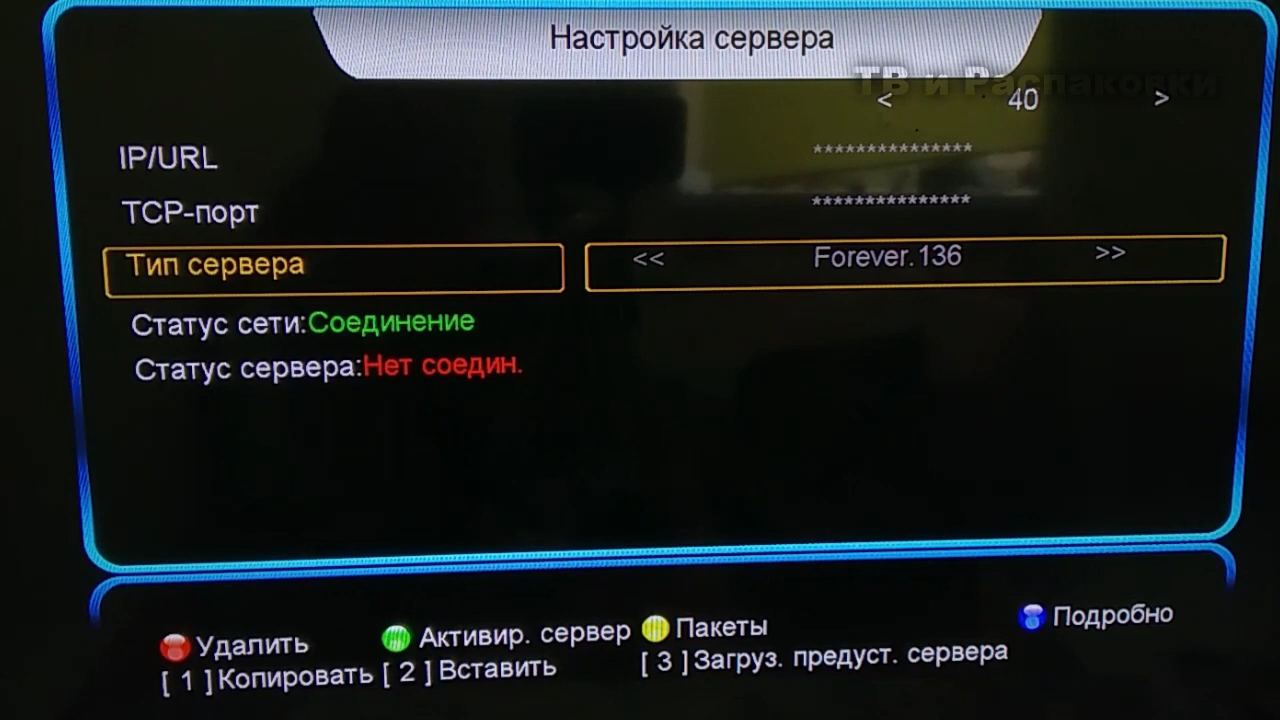 Настройка сервера
ТВ и Распаковки
< 40 >
IP/URL ***************
TCP-порт ***************
Тип сервера << Forever.136 >>
Статус сети:Соединение
Статус сервера:Нет соедин.
Удалить Активир. сервер Пакеты Подробно
[ 1 ]Копировать [ 2 ]Вставить [ 3 ]Загруз. предуст. сервера